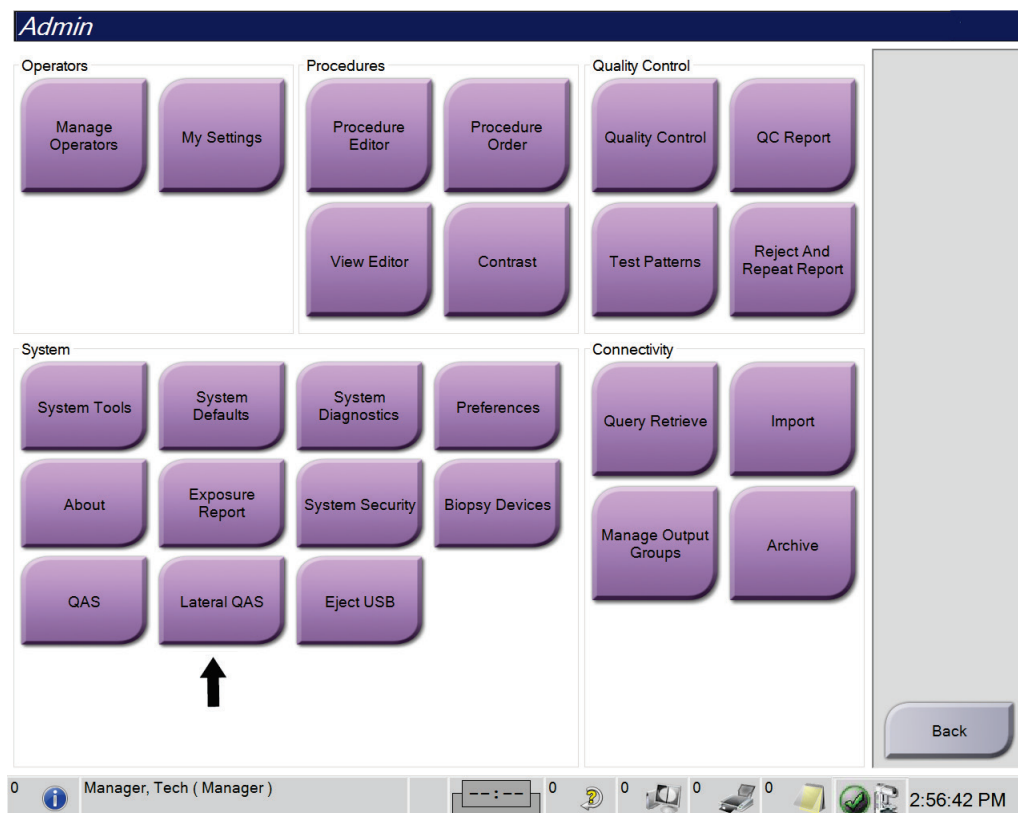 Admin
Operators
Manage
Operators
My Settings
Procedures
Procedure
Editor
Procedure
Order
View Editor
Contrast
Quality Control
Quality Control
QC Report
Test Patterns
Reject And
Repeat Report
System
System Tools
System
Defaults
System
Diagnostics
Preferences
About
Exposure
Report
System Security
Biopsy Devices
QAS
Lateral QAS
Eject USB
Connectivity
Query Retrieve
Import
Manage Output
Groups
Archive
Back
0 i Manager, Tech ( Manager ) --:-- 0 ? 0 0 0 2:56:42 PM